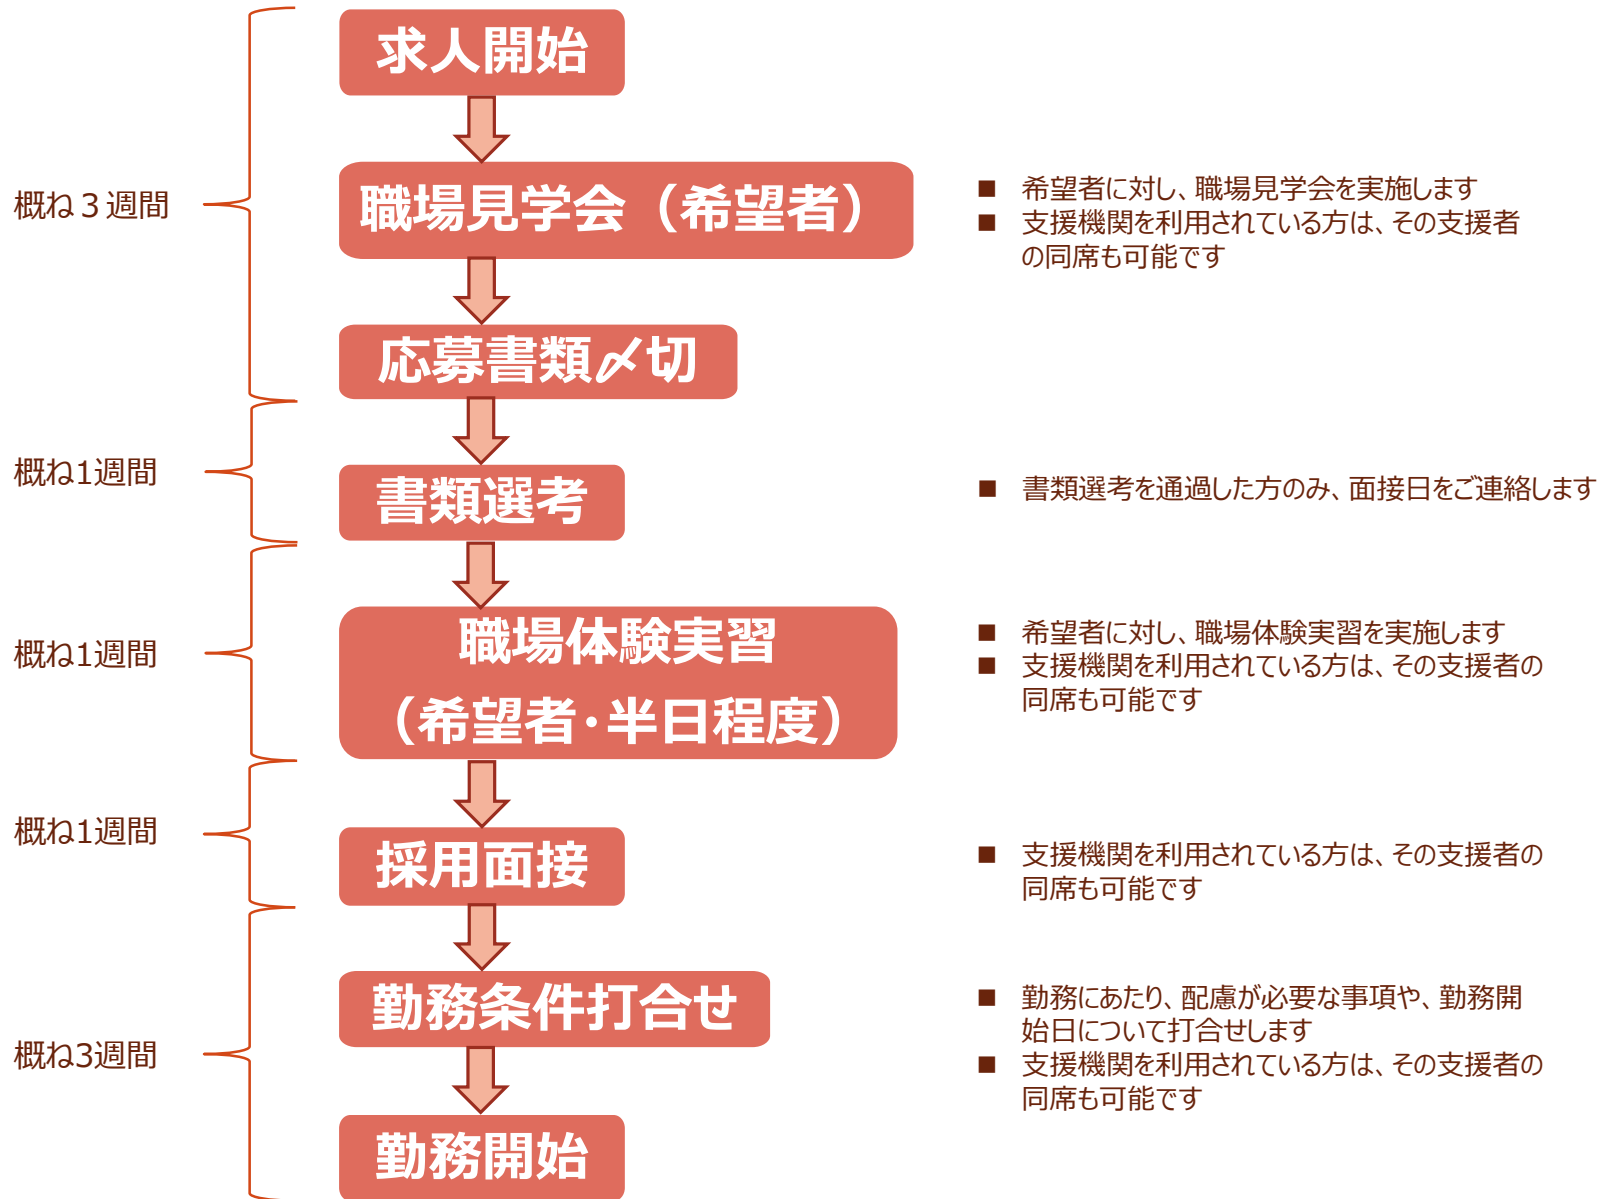 求人開始
概ね３週間
職場見学会（希望者）
■ 希望者に対し、職場見学会を実施します
■ 支援機関を利用されている方は、その支援者
の同席も可能です
応募書類〆切
概ね1週間
書類選考
■ 書類選考を通過した方のみ、面接日をご連絡します
概ね1週間
職場体験実習
（希望者・半日程度）
■ 希望者に対し、職場体験実習を実施します
■ 支援機関を利用されている方は、その支援者の
同席も可能です
概ね1週間
採用面接
■ 支援機関を利用されている方は、その支援者の
同席も可能です
概ね3週間
勤務条件打合せ
■ 勤務にあたり、配慮が必要な事項や、勤務開
始日について打合せします
■ 支援機関を利用されている方は、その支援者の
同席も可能です
勤務開始